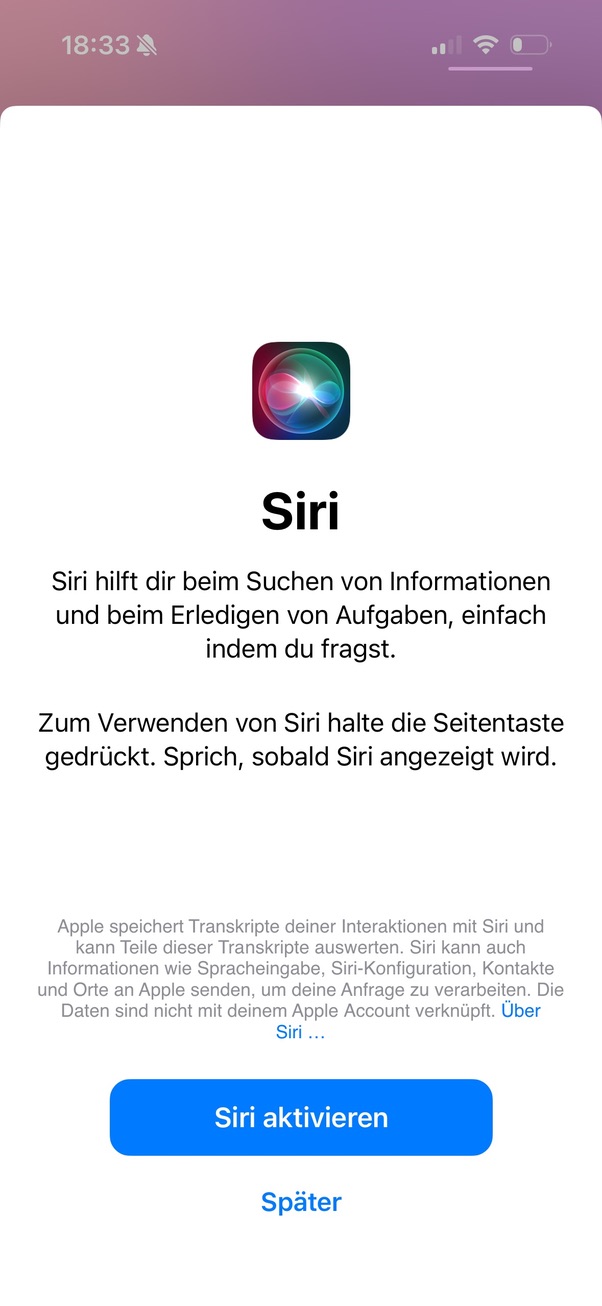 18:33
Siri
Siri hilft dir beim Suchen von Informationen
und beim Erledigen von Aufgaben, einfach
indem du fragst.
Zum Verwenden von Siri halte die Seitentaste
gedrückt. Sprich, sobald Siri angezeigt wird.
Apple speichert Transkripte deiner Interaktionen mit Siri und
kann Teile dieser Transkripte auswerten. Siri kann auch
Informationen wie Spracheingabe, Siri-Konfiguration, Kontakte
und Orte an Apple senden, um deine Anfrage zu verarbeiten. Die
Daten sind nicht mit deinem Apple Account verknüpft. Über
Siri …
Siri aktivieren
Später